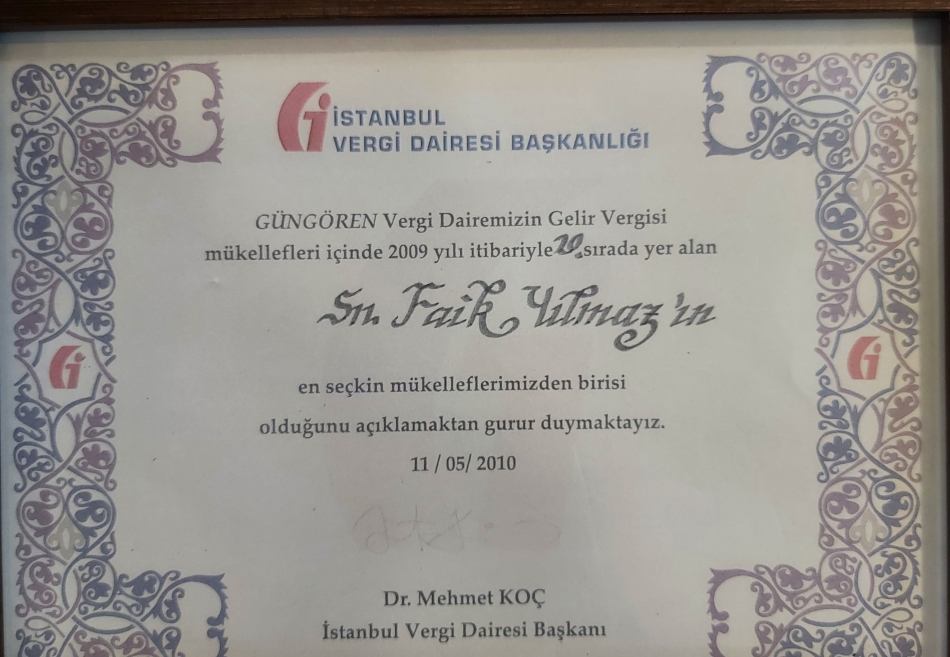 İSTANBUL
VERGİ DAİRESİ BAŞKANLIĞI
GÜNGÖREN Vergi Dairemizin Gelir Vergisi
mükellefleri içinde 2009 yılı itibariyle 20. sırada yer alan
Sn. Faik Yılmaz'ın
en seçkin mükelleflerimizden birisi
olduğunu açıklamaktan gurur duymaktayız.
11 / 05/ 2010
Dr. Mehmet KOÇ
İstanbul Vergi Dairesi Başkanı